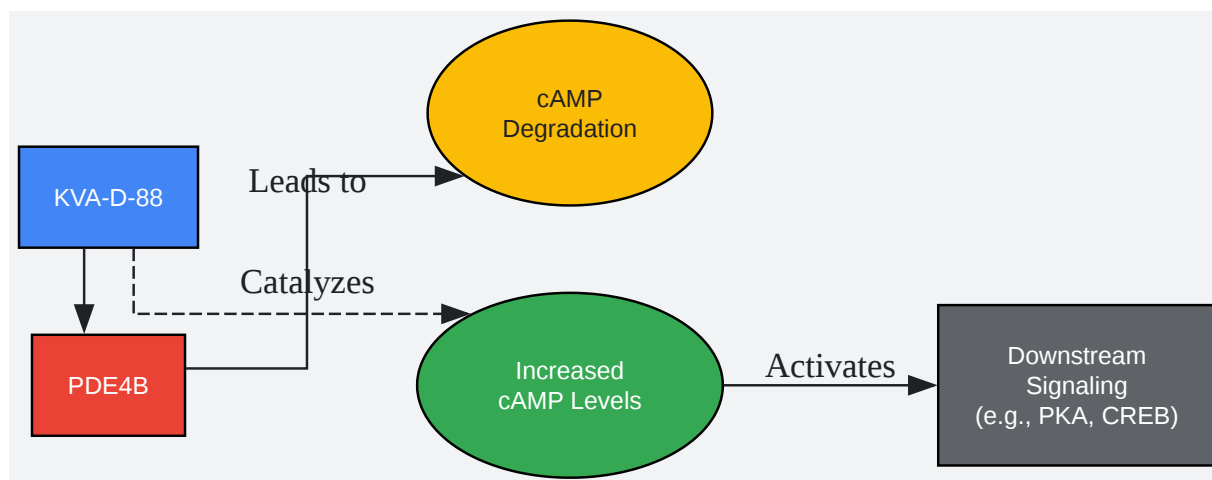 cAMP
Degradation
Leads to
KVA-D-88
Catalyzes
PDE4B
Increased
cAMP Levels
Activates
Downstream
Signaling
(e.g., PKA, CREB)